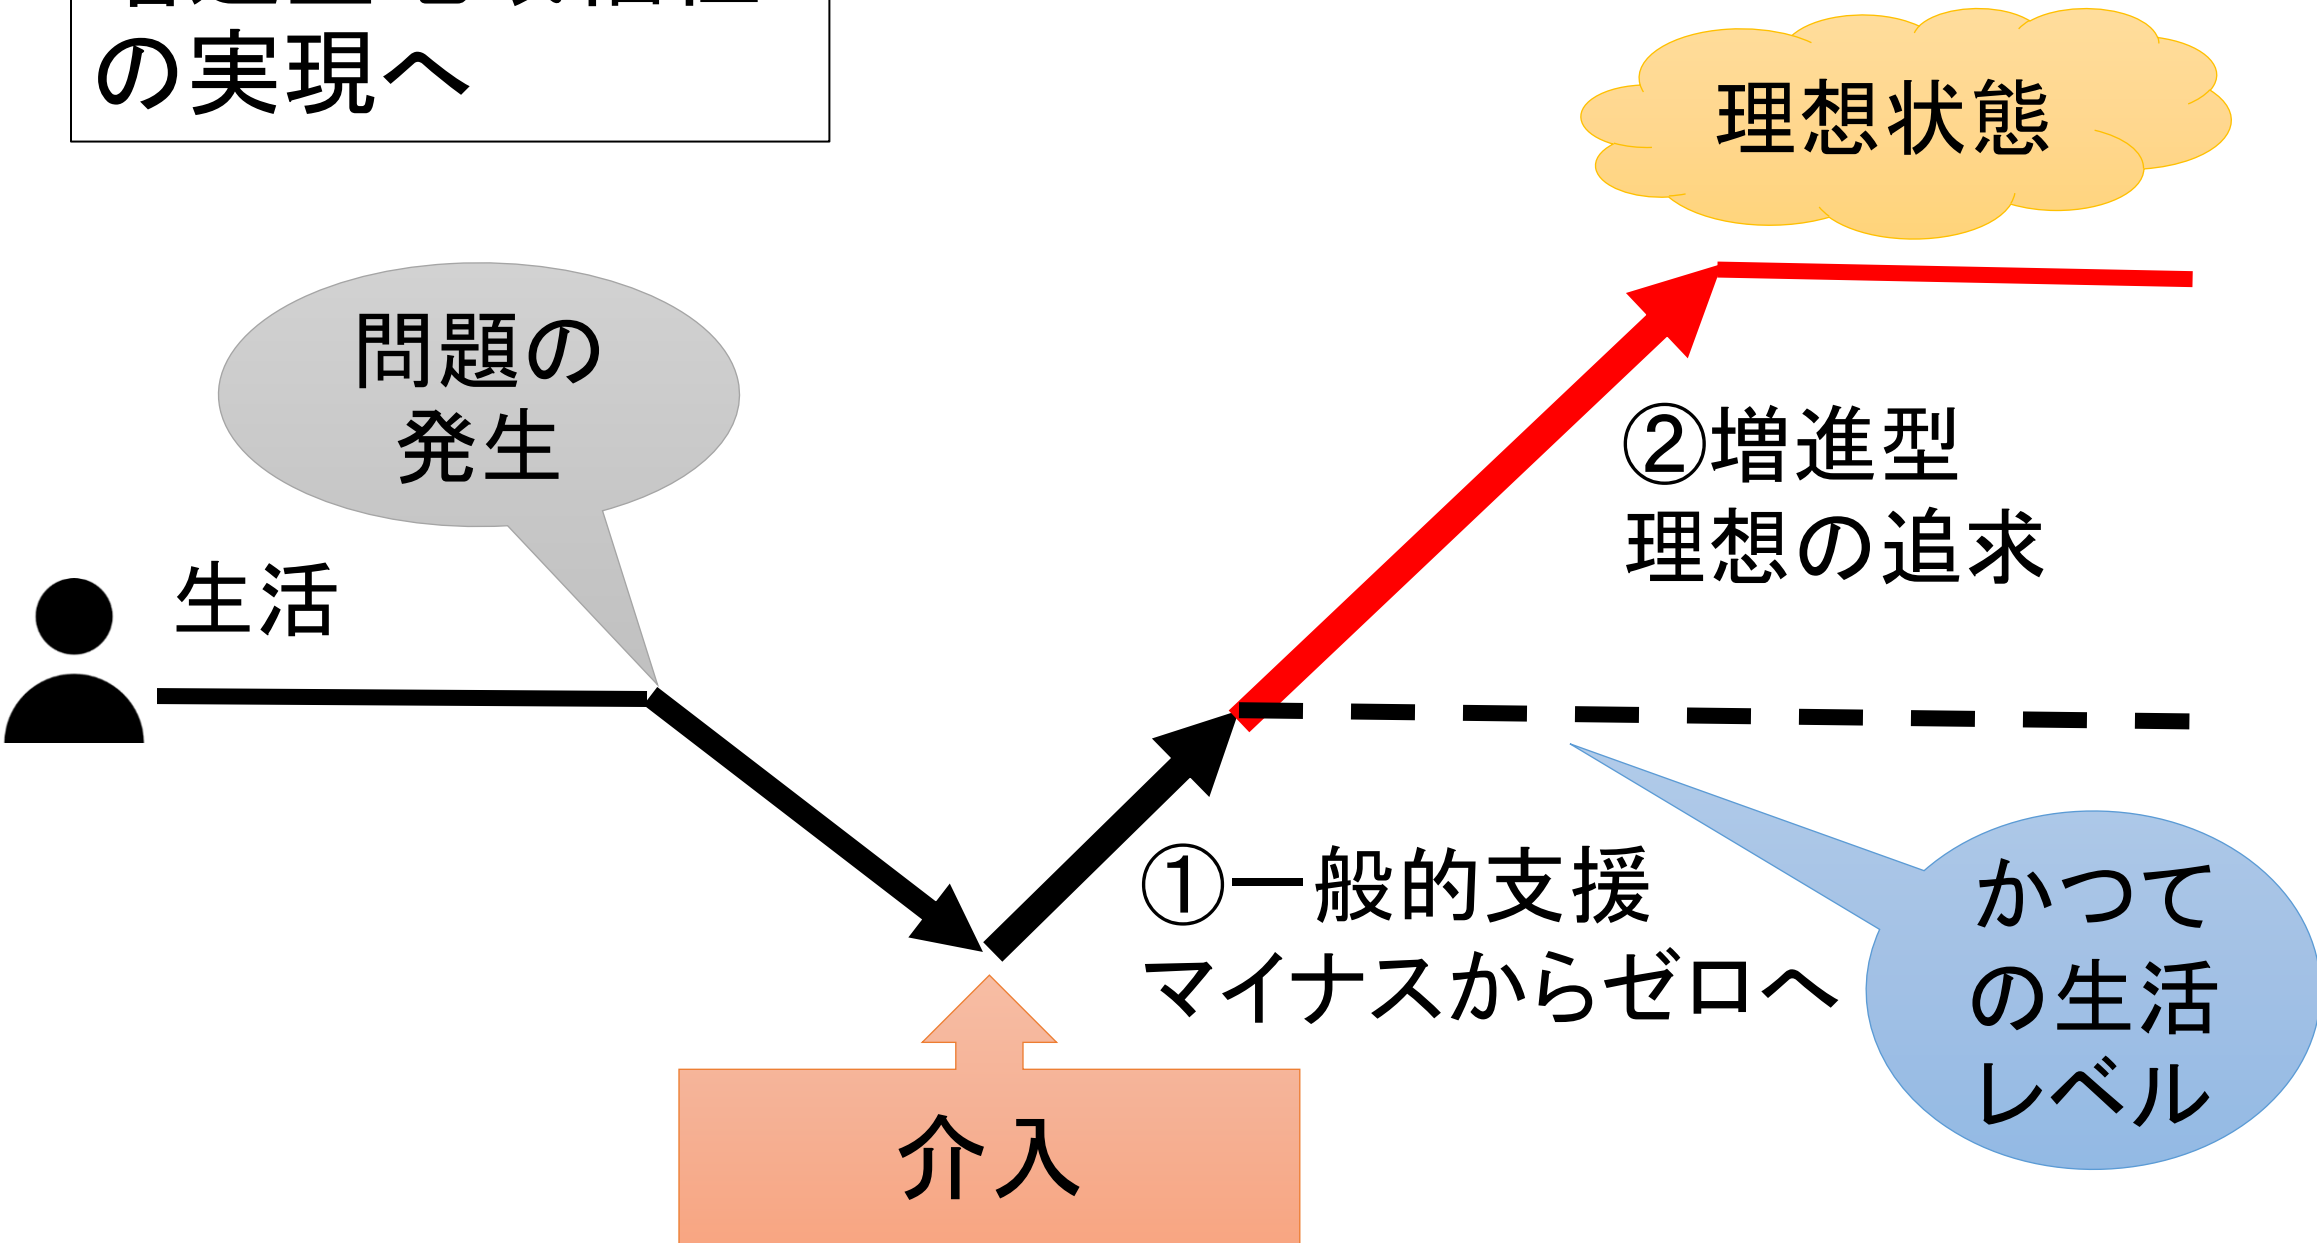 の実現へ
理想状態
問題の
発生
生活
②増進型
理想の追求
①一般的支援
マイナスからゼロへ
かつて
の生活
レベル
介入